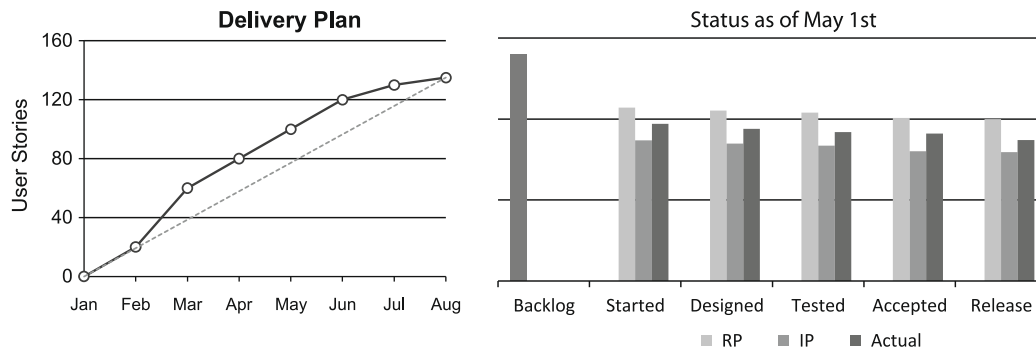 Delivery Plan
160
120
80
40
0
User Stories
Jan Feb Mar Apr May Jun Jul Aug
Status as of May 1st
Backlog Started Designed Tested Accepted Release
RP IP Actual